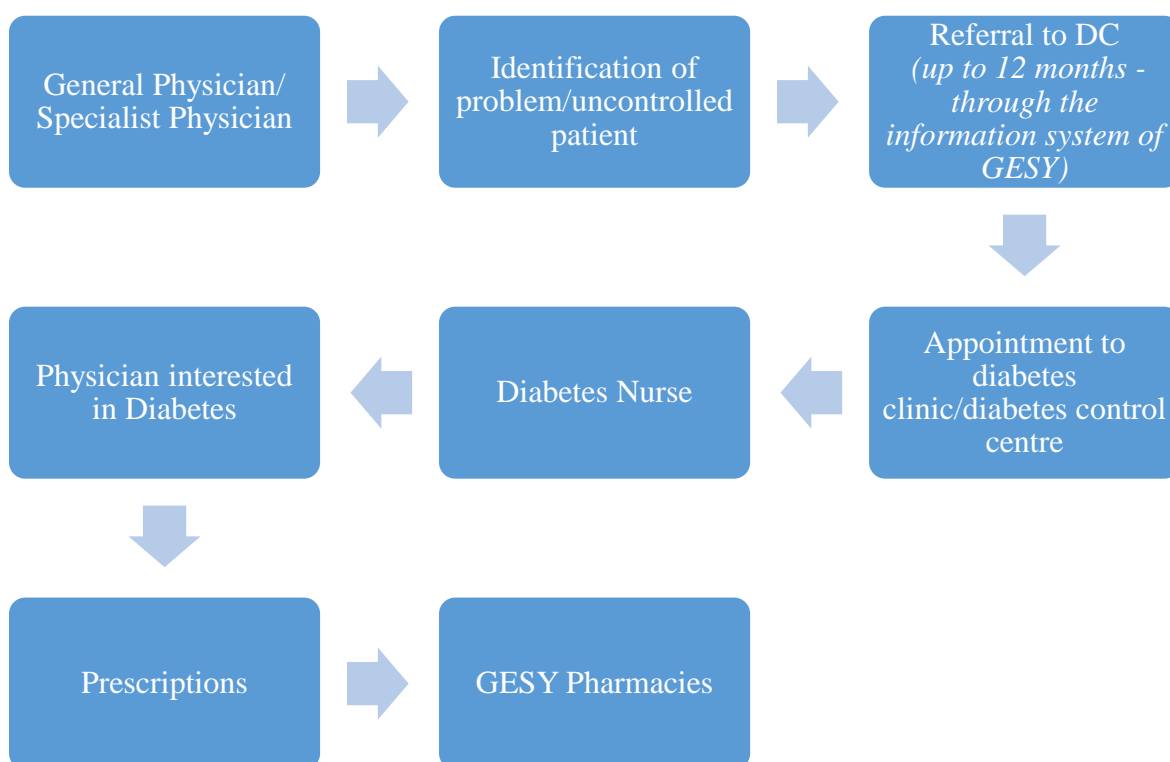 General Physician/
Specialist Physician
Identification of
problem/uncontrolled
patient
Referral to DC
(up to 12 months -
through the
information system of
GESY)
Appointment to
diabetes
clinic/diabetes control
centre
Diabetes Nurse
Physician interested
in Diabetes
Prescriptions
GESY Pharmacies